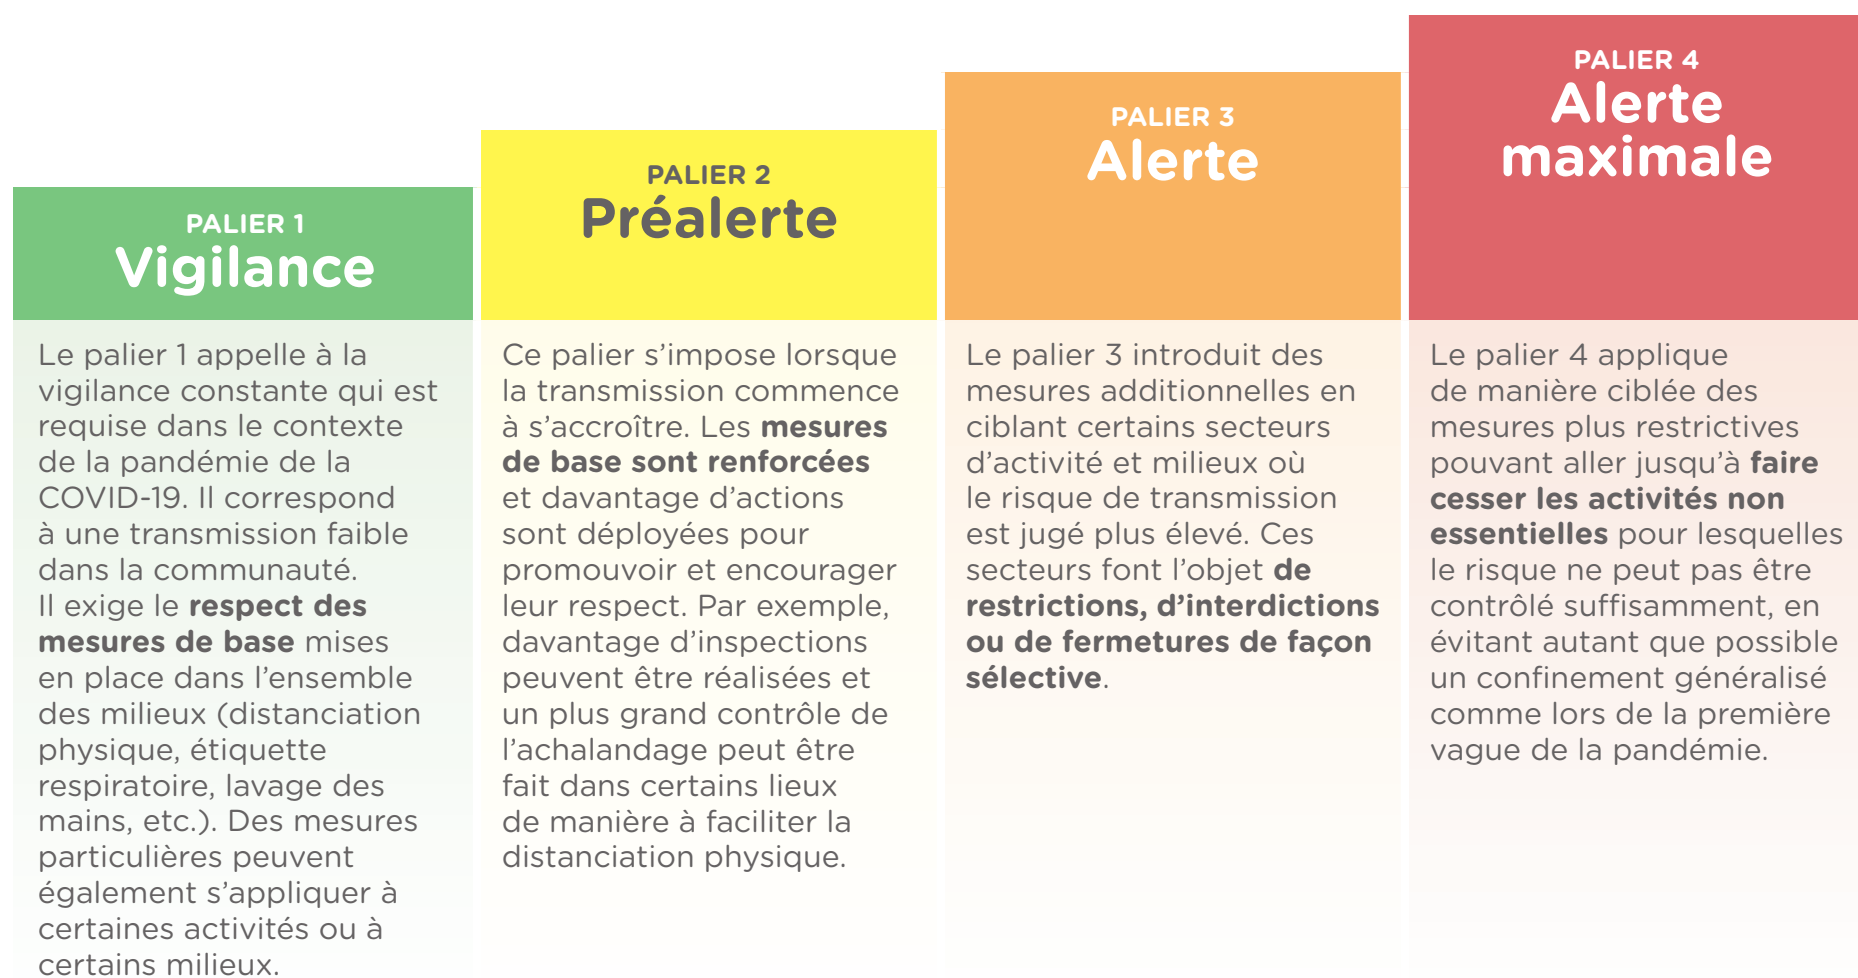 PALIER 1
Vigilance
Le palier 1 appelle à la
vigilance constante qui est
requise dans le contexte
de la pandémie de la
COVID-19. Il correspond
à une transmission faible
dans la communauté.
Il exige le respect des
mesures de base mises
en place dans l’ensemble
des milieux (distanciation
physique, étiquette
respiratoire, lavage des
mains, etc.). Des mesures
particulières peuvent
également s’appliquer à
certaines activités ou à
certains milieux.
PALIER 2
Préalerte
Ce palier s’impose lorsque
la transmission commence
à s’accroître. Les mesures
de base sont renforcées
et davantage d’actions
sont déployées pour
promouvoir et encourager
leur respect. Par exemple,
davantage d’inspections
peuvent être réalisées et
un plus grand contrôle de
l’achalandage peut être
fait dans certains lieux
de manière à faciliter la
distanciation physique.
PALIER 3
Alerte
Le palier 3 introduit des
mesures additionnelles en
ciblant certains secteurs
d’activité et milieux où
le risque de transmission
est jugé plus élevé. Ces
secteurs font l’objet de
restrictions, d’interdictions
ou de fermetures de façon
sélective.
PALIER 4
Alerte
maximale
Le palier 4 applique
de manière ciblée des
mesures plus restrictives
pouvant aller jusqu’à faire
cesser les activités non
essentielles pour lesquelles
le risque ne peut pas être
contrôlé suffisamment, en
évitant autant que possible
un confinement généralisé
comme lors de la première
vague de la pandémie.